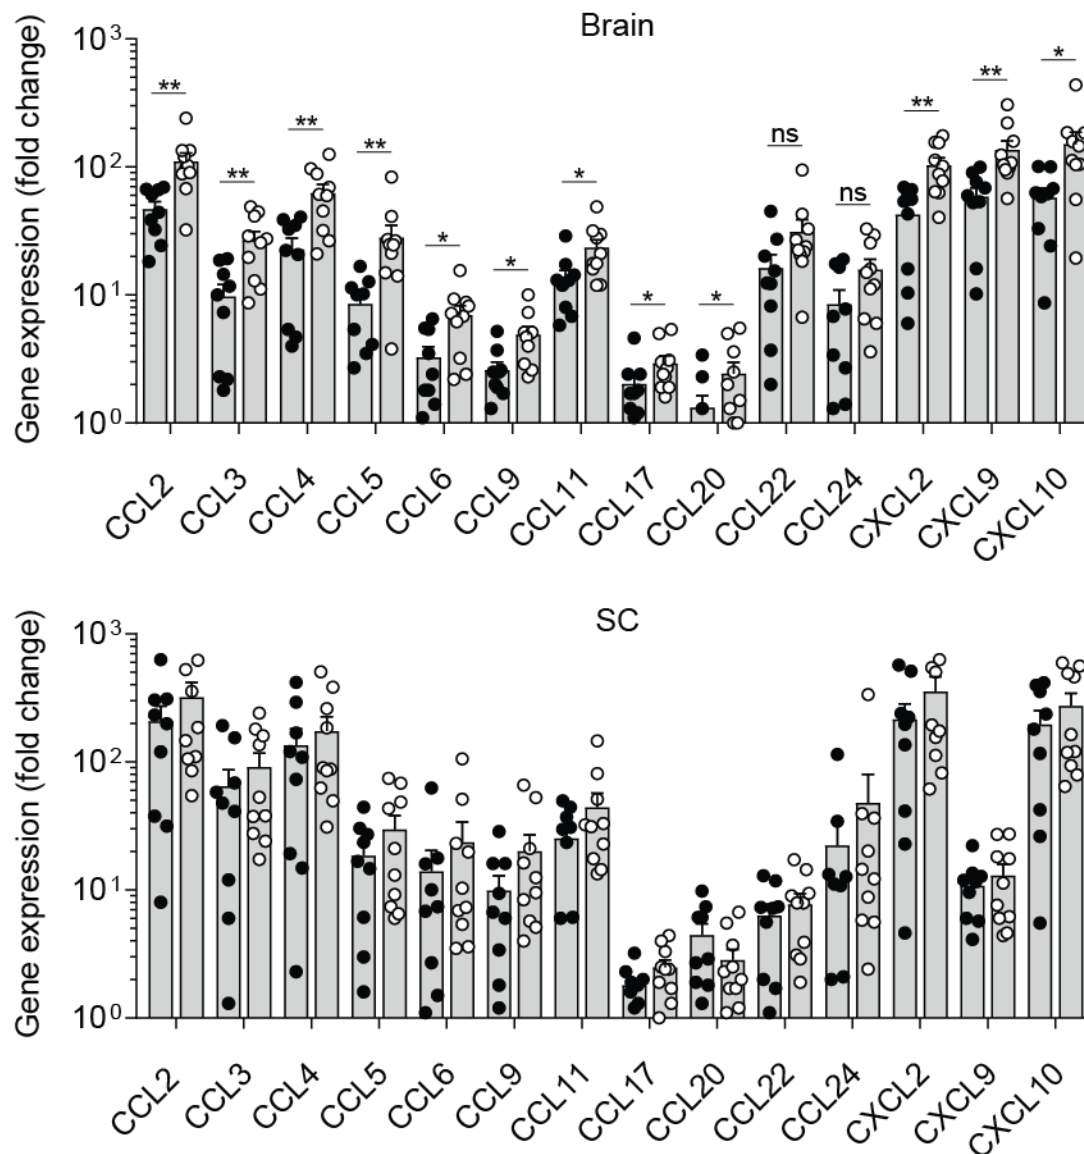 Brain
Gene expression (fold change)
10³
10²
10¹
10⁰
** ** ** ** * * * * * ns ns ** ** *
CCL2 CCL3 CCL4 CCL5 CCL6 CCL9 CCL11 CCL17 CCL20 CCL22 CCL24 CXCL2 CXCL9 CXCL10
SC
Gene expression (fold change)
10³
10²
10¹
10⁰
CCL2 CCL3 CCL4 CCL5 CCL6 CCL9 CCL11 CCL17 CCL20 CCL22 CCL24 CXCL2 CXCL9 CXCL10